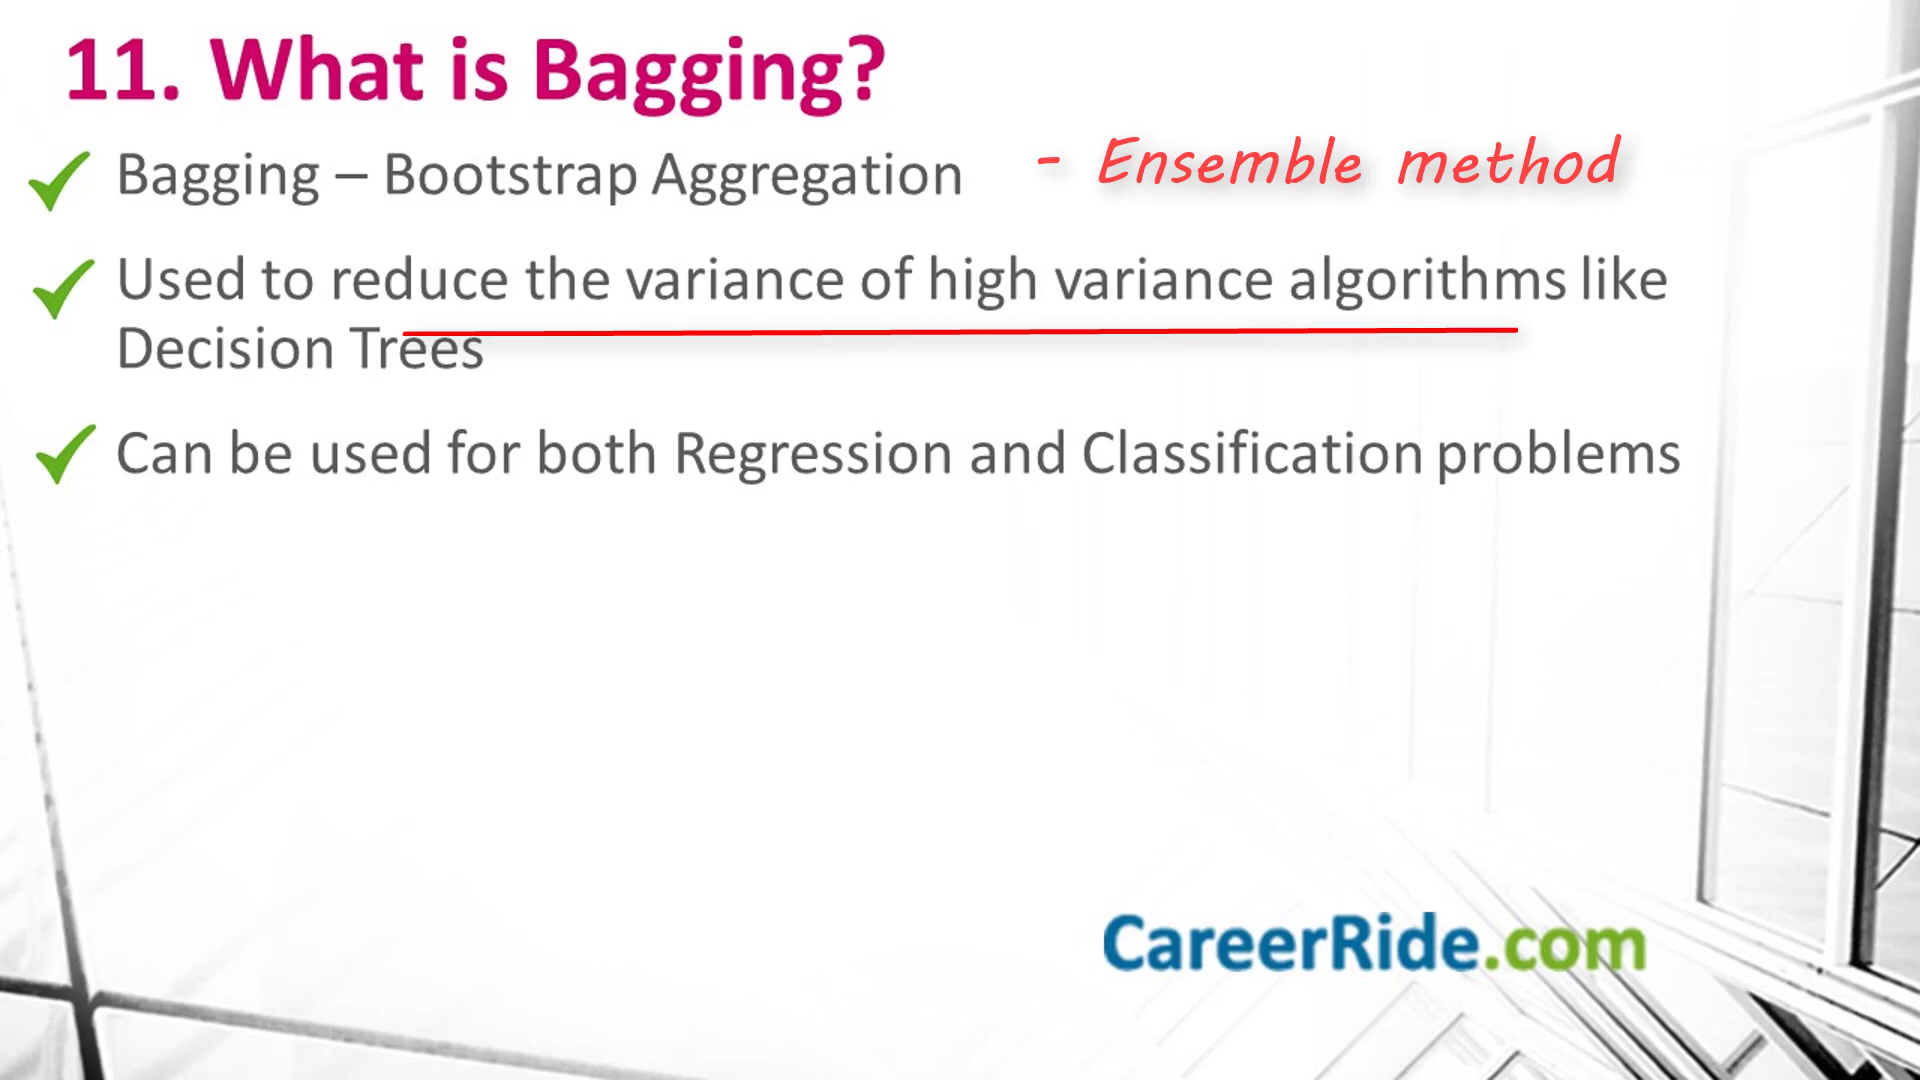 11. What is Bagging?
Bagging – Bootstrap Aggregation - Ensemble method
Used to reduce the variance of high variance algorithms like
Decision Trees
Can be used for both Regression and Classification problems
CareerRide.com